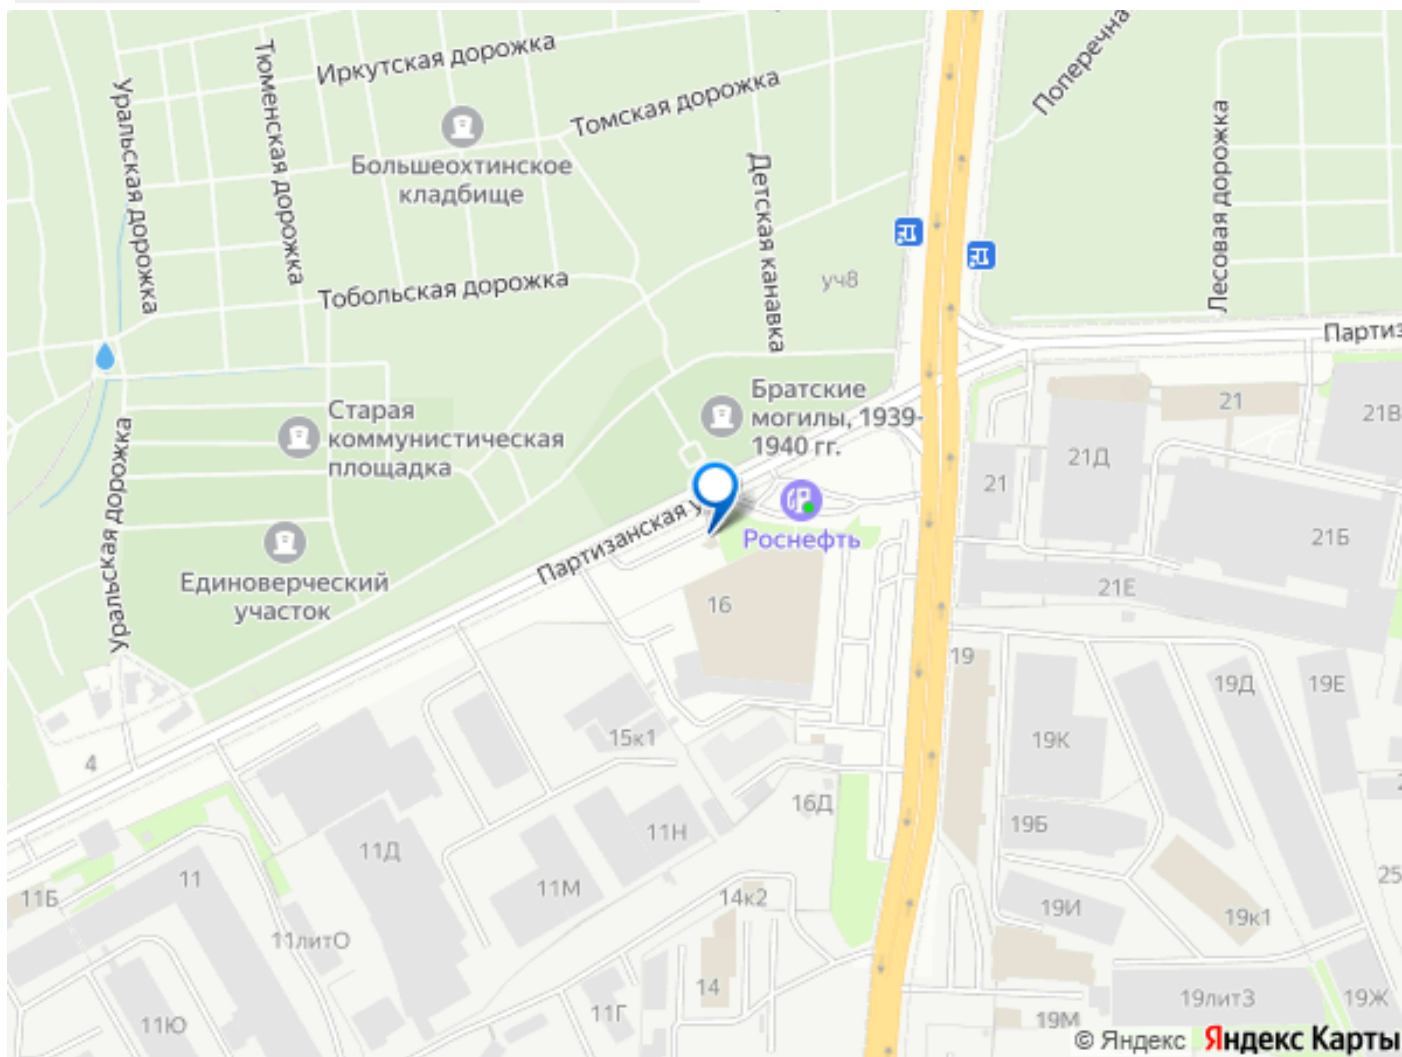 Иркутская дорожка
Тюменская дорожка
Уральская дорожка
Томская дорожка
Поперечна
Большеохтинское
кладбище
Детская канавка
Лесовая дорожка
Тобольская дорожка
уч8
Партиз
Братские
могилы, 1939-
1940 гг.
Старая
коммунистическая
площадка
Уральская дорожка
21
21В
21Д
21
Партизанская у
Роснефть
21Б
Единоверческий
участок
21Е
16
19
19Д
19Е
15к1
19К
4
16Д
11Н
19Б
11Д
11М
11
11Б
14к2
25
19И
19к1
11литО
14
19литЗ
19Ж
11Г
11Ю
19М
© Яндекс Яндекс Карты